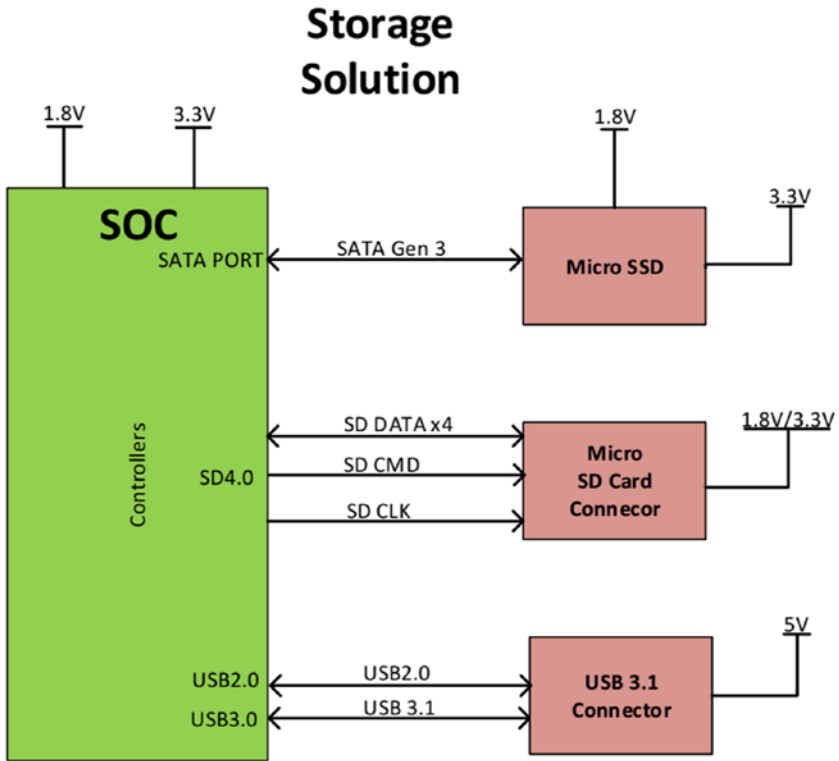 Storage
Solution
1.8V
3.3V
1.8V
3.3V
SOC
SATA PORT
SATA Gen 3
Micro SSD
Controllers
SD4.0
SD DATA x4
SD CMD
SD CLK
Micro
SD Card
Connecor
1.8V/3.3V
USB2.0
USB3.0
USB2.0
USB 3.1
USB 3.1
Connector
5V